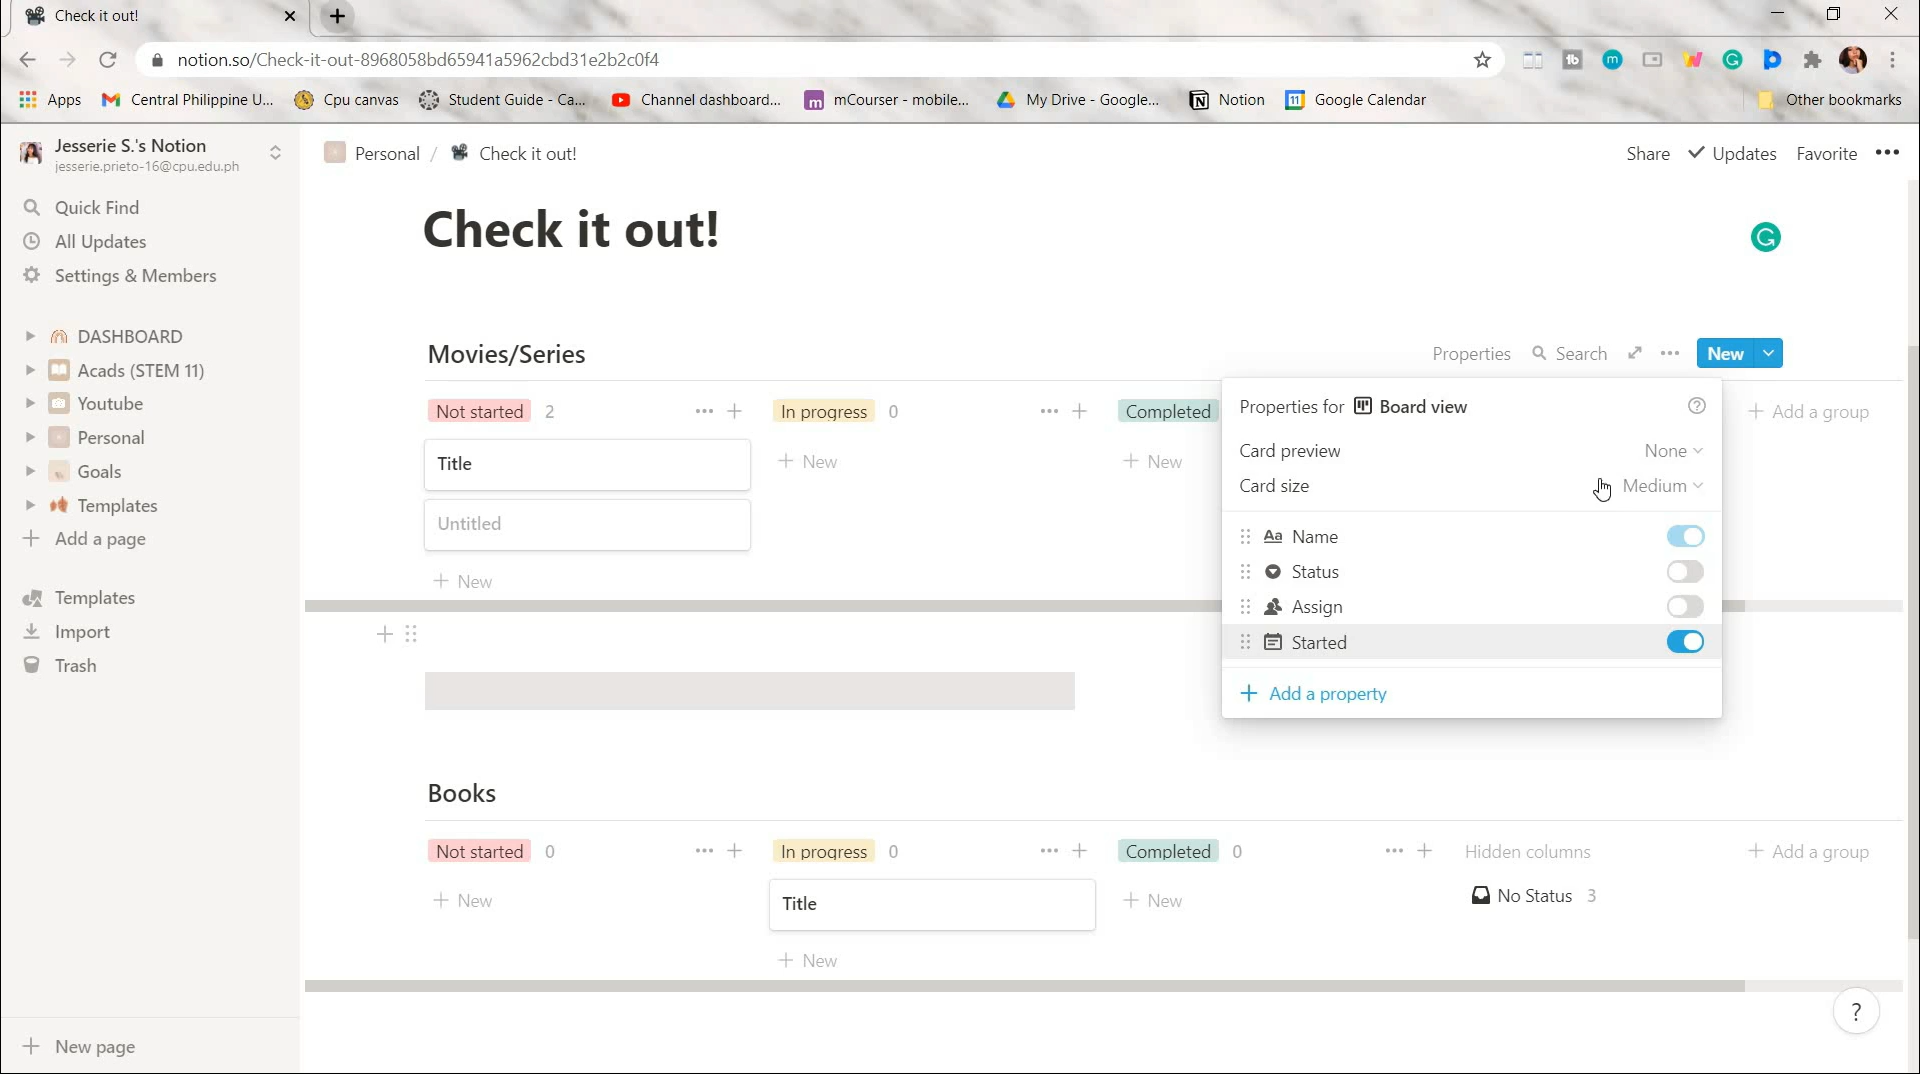 Check it out!
notion.so/Check-it-out-8968058bd65941a5962cbd31e2b2c0f4
Apps Central Philippine U... Cpu canvas Student Guide - Ca... Channel dashboard... mCourser - mobile... My Drive - Google... Notion Google Calendar Other bookmarks
Jesserie S.'s Notion
jesserie.prieto-16@cpu.edu.ph
Personal / Check it out!
Share Updates Favorite
Quick Find
All Updates
Settings & Members
DASHBOARD
Acads (STEM 11)
Youtube
Personal
Goals
Templates
Add a page
Templates
Import
Trash
New page
Check it out!
Movies/Series
Properties Search New
Not started 2
In progress 0
Completed
Add a group
Title
Untitled
New
New
New
Properties for Board view
Card preview None
Card size Medium
Aa Name
Status
Assign
Started
Add a property
Books
Not started 0
In progress 0
Completed 0
Hidden columns
Add a group
New
Title
New
New
No Status 3
?